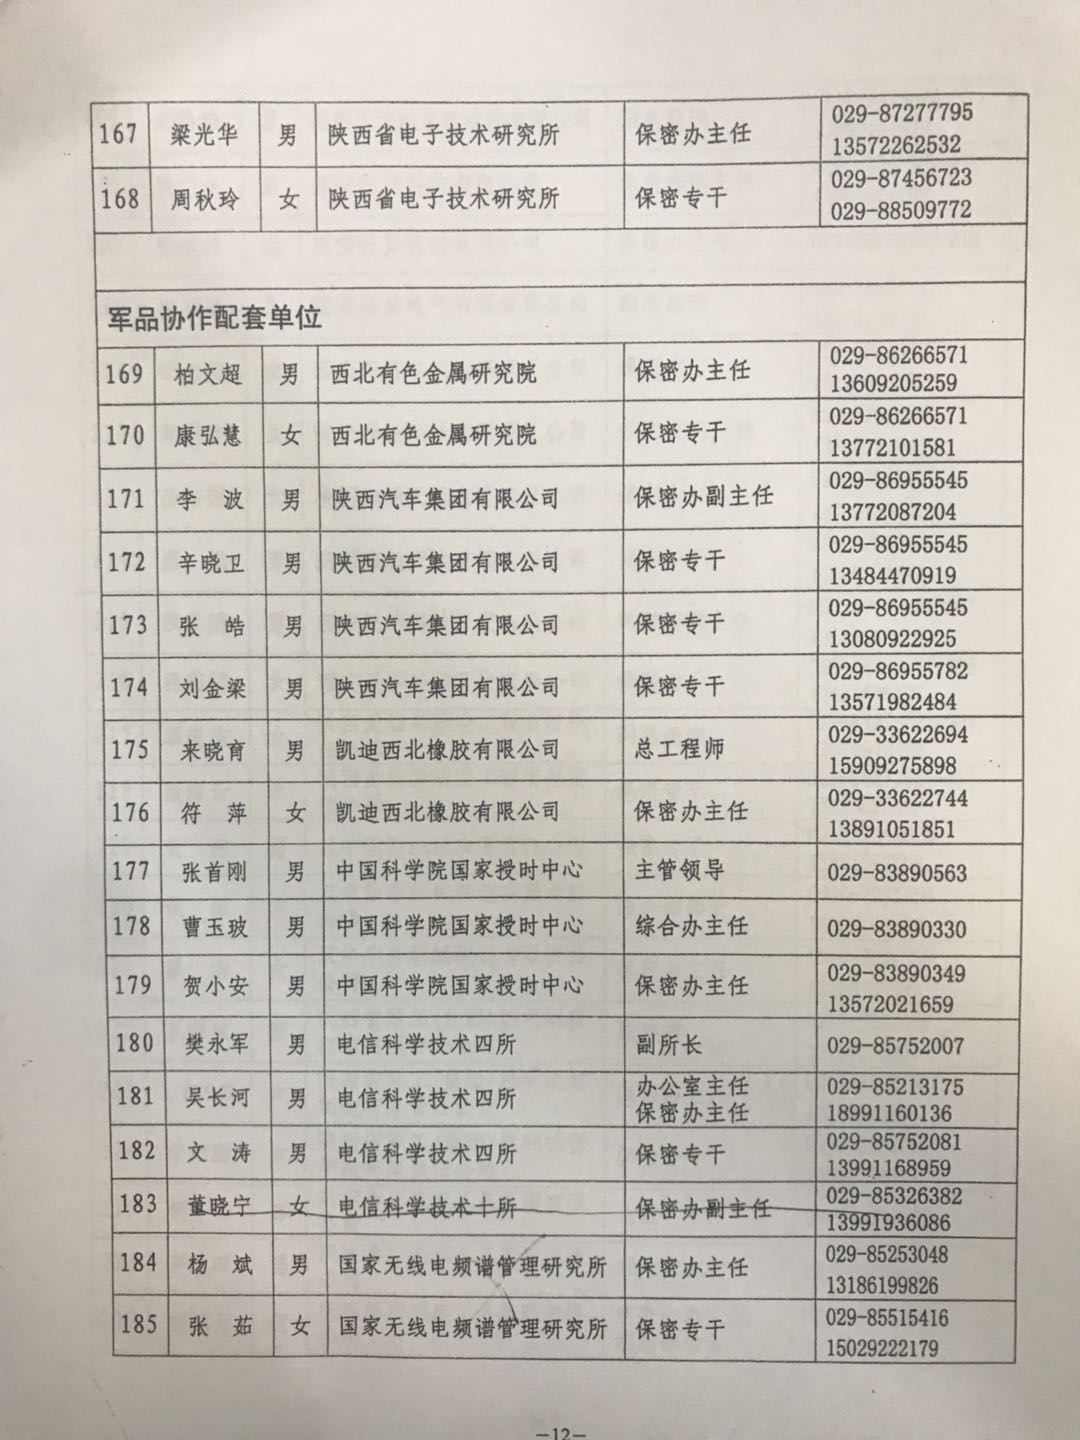 167 梁光华 男 陕西省电子技术研究所 保密办主任 029-87277795
13572262532
168 周秋玲 女 陕西省电子技术研究所 保密专干 029-87456723
029-88509772
军品协作配套单位
169 柏文超 男 西北有色金属研究院 保密办主任 029-86266571
13609205259
170 康弘慧 女 西北有色金属研究院 保密专干 029-86266571
13772101581
171 李 波 男 陕西汽车集团有限公司 保密办副主任 029-86955545
13772087204
172 辛晓卫 男 陕西汽车集团有限公司 保密专干 029-86955545
13484470919
173 张 皓 男 陕西汽车集团有限公司 保密专干 029-86955545
13080922925
174 刘金梁 男 陕西汽车集团有限公司 保密专干 029-86955782
13571982484
175 来晓育 男 凯迪西北橡胶有限公司 总工程师 029-33622694
15909275898
176 符 萍 女 凯迪西北橡胶有限公司 保密办主任 029-33622744
13891051851
177 张首刚 男 中国科学院国家授时中心 主管领导 029-83890563
178 曹玉玻 男 中国科学院国家授时中心 综合办主任 029-83890330
179 贺小安 男 中国科学院国家授时中心 保密办主任 029-83890349
13572021659
180 樊永军 男 电信科学技术四所 副所长 029-85752007
181 吴长河 男 电信科学技术四所 办公室主任 029-85213175
保密办主任 18991160136
182 文 涛 男 电信科学技术四所 保密专干 029-85752081
13991168959
183 董晓宁 女 电信科学技术十所 保密办副主任 029-85326382
13991936086
184 杨 斌 男 国家无线电频谱管理研究所 保密办主任 029-85253048
13186199826
185 张 茹 女 国家无线电频谱管理研究所 保密专干 029-85515416
15029222179
—12—